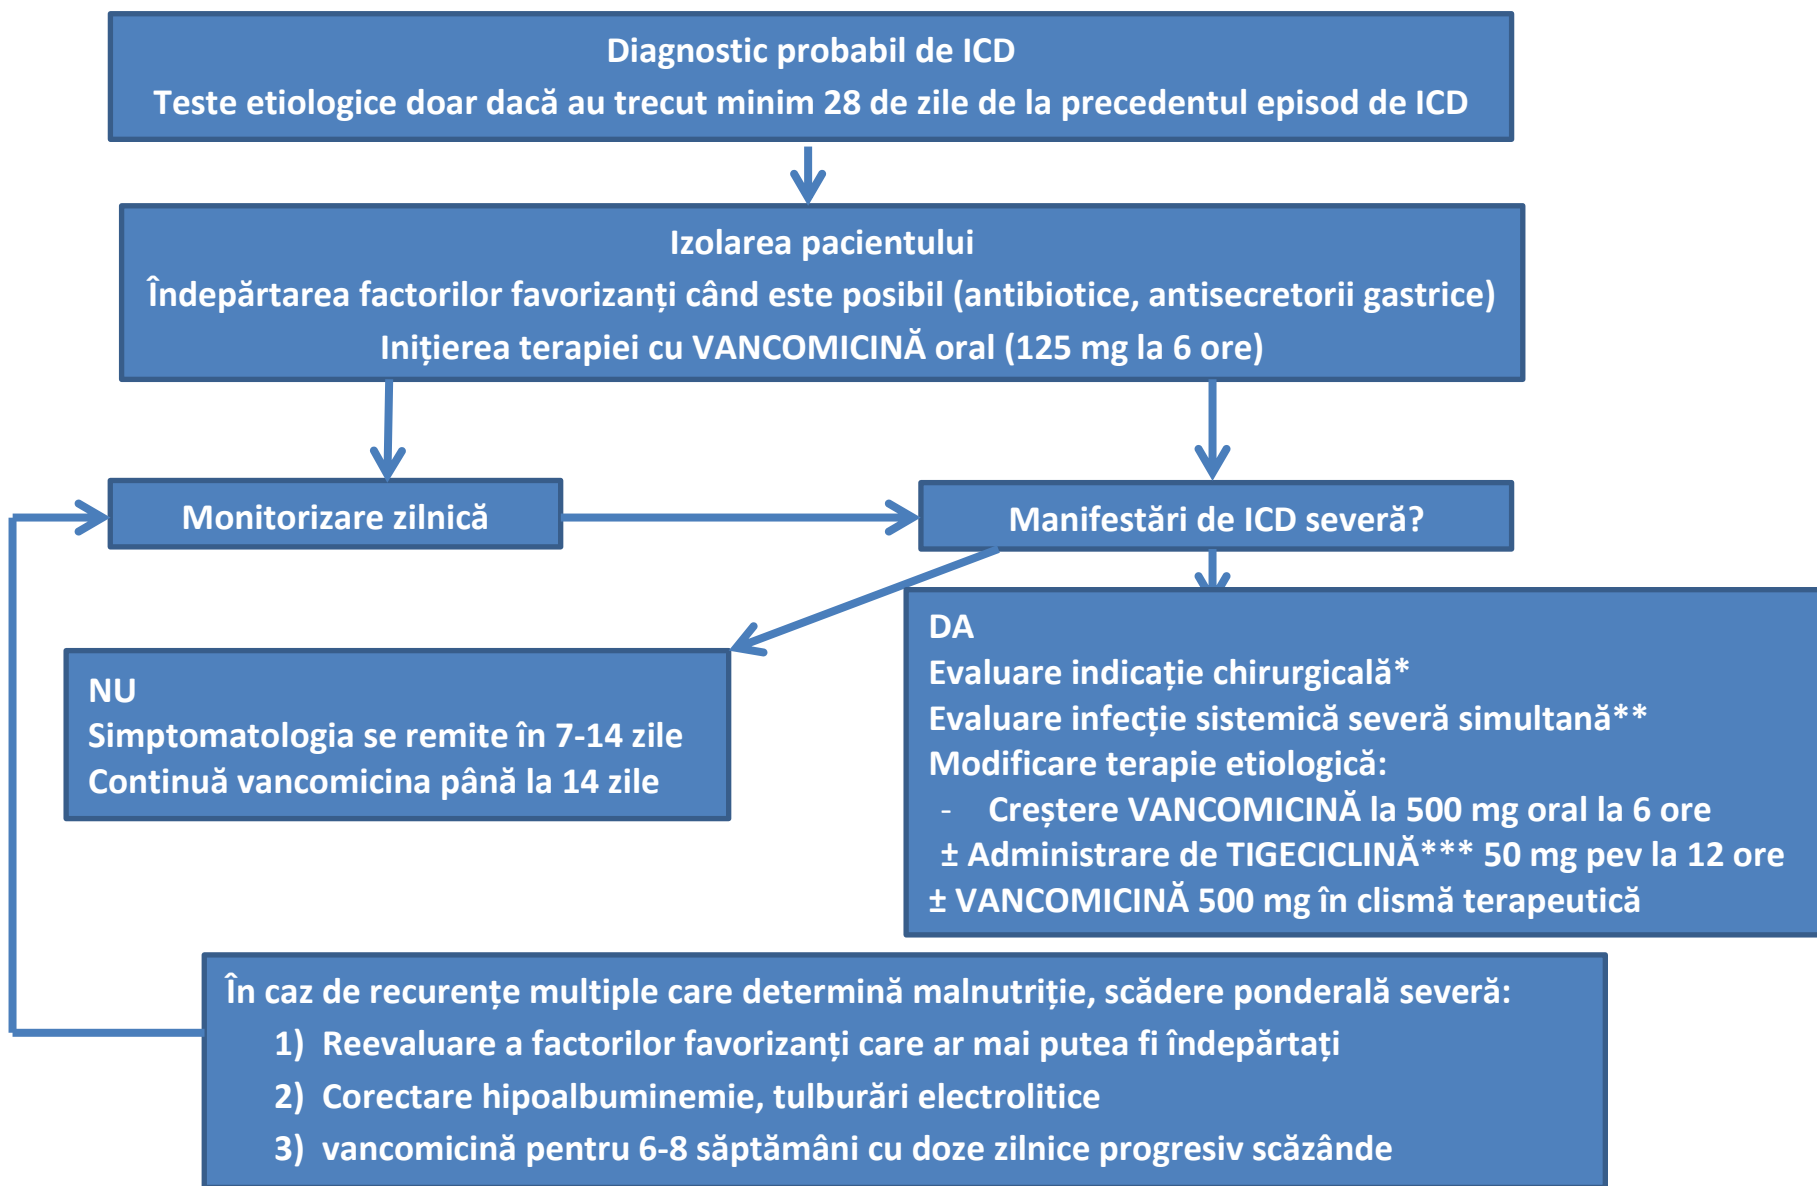 Diagnostic probabil de ICD
Teste etiologice doar dacă au trecut minim 28 de zile de la precedentul episod de ICD
Izolarea pacientului
Îndepărtarea factorilor favorizanți când este posibil (antibiotice, antisecretorii gastrice)
Inițierea terapiei cu VANCOMICINĂ oral (125 mg la 6 ore)
Monitorizare zilnică
Manifestări de ICD severă?
NU
Simptomatologia se remite în 7-14 zile
Continuă vancomicina până la 14 zile
DA
Evaluare indicație chirurgicală*
Evaluare infecție sistemică severă simultană**
Modificare terapie etiologică:
- Creștere VANCOMICINĂ la 500 mg oral la 6 ore
± Administrare de TIGECICLINĂ*** 50 mg pev la 12 ore
± VANCOMICINĂ 500 mg în clismă terapeutică
În caz de recurențe multiple care determină malnutriție, scădere ponderală severă:
1) Reevaluare a factorilor favorizanți care ar mai putea fi îndepărtați
2) Corectare hipoalbuminemie, tulburări electrolitice
3) vancomicină pentru 6-8 săptămâni cu doze zilnice progresiv scăzânde